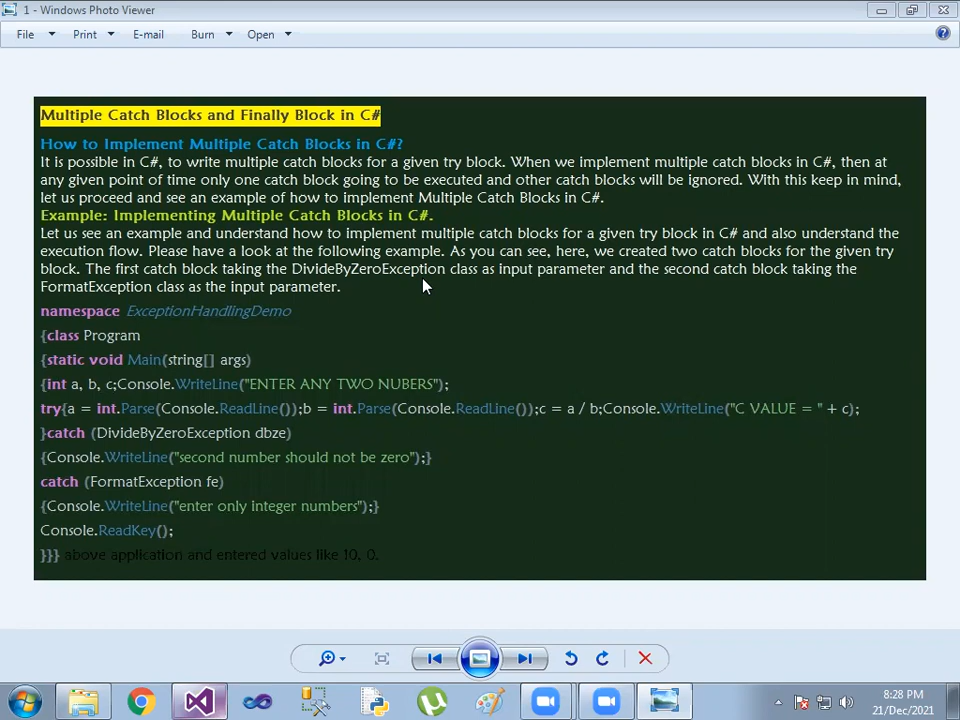 1 - Windows Photo Viewer
File Print E-mail Burn Open
Multiple Catch Blocks and Finally Block in C#
How to Implement Multiple Catch Blocks in C#?
It is possible in C#, to write multiple catch blocks for a given try block. When we implement multiple catch blocks in C#, then at
any given point of time only one catch block going to be executed and other catch blocks will be ignored. With this keep in mind,
let us proceed and see an example of how to implement Multiple Catch Blocks in C#.
Example: Implementing Multiple Catch Blocks in C#.
Let us see an example and understand how to implement multiple catch blocks for a given try block in C# and also understand the
execution flow. Please have a look at the following example. As you can see, here, we created two catch blocks for the given try
block. The first catch block taking the DivideByZeroException class as input parameter and the second catch block taking the
FormatException class as the input parameter.
namespace ExceptionHandlingDemo
{class Program
{static void Main(string[] args)
{int a, b, c;Console.WriteLine("ENTER ANY TWO NUBERS");
try{a = int.Parse(Console.ReadLine());b = int.Parse(Console.ReadLine());c = a / b;Console.WriteLine("C VALUE = " + c);
}catch (DivideByZeroException dbze)
{Console.WriteLine("second number should not be zero");}
catch (FormatException fe)
{Console.WriteLine("enter only integer numbers");}
Console.ReadKey();
}}} above application and entered values like 10, 0.
8:28 PM
21/Dec/2021